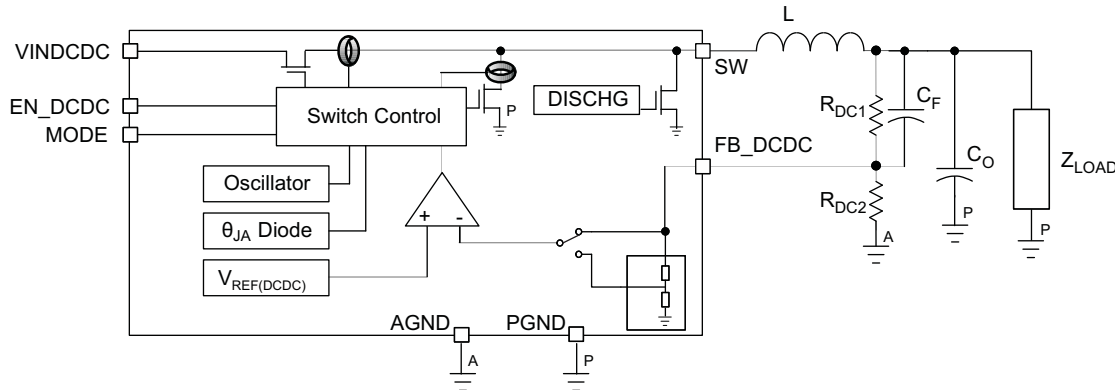 L
VINDCDC
SW
EN_DCDC
MODE
Switch Control
P
DISCHG
R_DC1
C_F
FB_DCDC
C_O
Z_LOAD
Oscillator
R_DC2
P
P
A
θ_JA Diode
+ -
V_REF(DCDC)
AGND
PGND
A
P